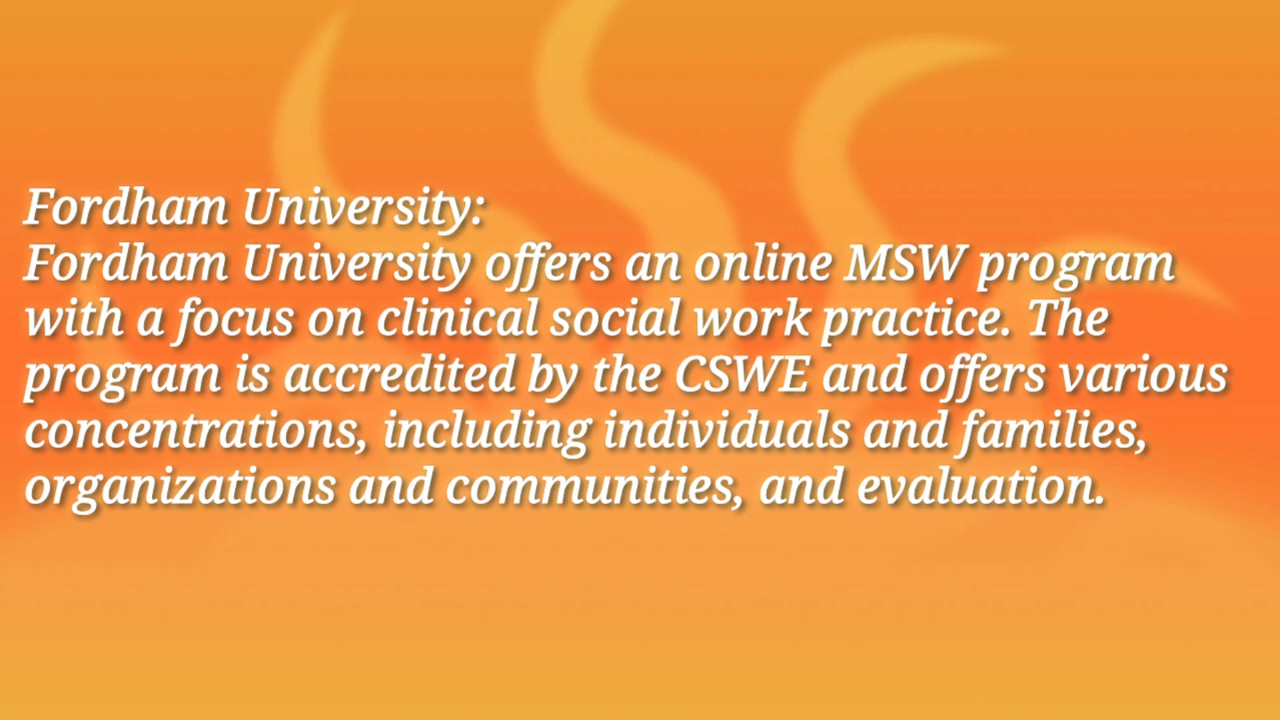 Fordham University:
Fordham University offers an online MSW program
with a focus on clinical social work practice. The
program is accredited by the CSWE and offers various
concentrations, including individuals and families,
organizations and communities, and evaluation.